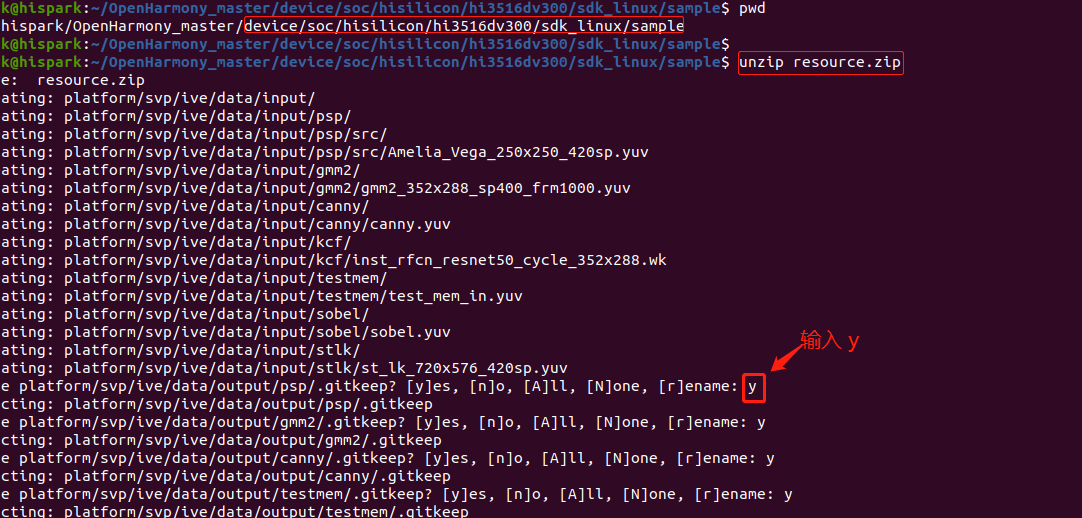 k@hispark:~/OpenHarmony_master/device/soc/hisilicon/hi3516dv300/sdk_linux/sample$ pwd
hispark/OpenHarmony_master/device/soc/hisilicon/hi3516dv300/sdk_linux/sample
k@hispark:~/OpenHarmony_master/device/soc/hisilicon/hi3516dv300/sdk_linux/sample$
k@hispark:~/OpenHarmony_master/device/soc/hisilicon/hi3516dv300/sdk_linux/sample$ unzip resource.zip
e:  resource.zip
ating: platform/svp/ive/data/input/
ating: platform/svp/ive/data/input/psp/
ating: platform/svp/ive/data/input/psp/src/
ating: platform/svp/ive/data/input/psp/src/Amelia_Vega_250x250_420sp.yuv
ating: platform/svp/ive/data/input/gmm2/
ating: platform/svp/ive/data/input/gmm2/gmm2_352x288_sp400_frm1000.yuv
ating: platform/svp/ive/data/input/canny/
ating: platform/svp/ive/data/input/canny/canny.yuv
ating: platform/svp/ive/data/input/kcf/
ating: platform/svp/ive/data/input/kcf/inst_rfcn_resnet50_cycle_352x288.wk
ating: platform/svp/ive/data/input/testmem/
ating: platform/svp/ive/data/input/testmem/test_mem_in.yuv
ating: platform/svp/ive/data/input/sobel/
ating: platform/svp/ive/data/input/sobel/sobel.yuv
ating: platform/svp/ive/data/input/stlk/
输入 y
ating: platform/svp/ive/data/input/stlk/st_lk_720x576_420sp.yuv
e platform/svp/ive/data/output/psp/.gitkeep? [y]es, [n]o, [A]ll, [N]one, [r]ename: y
cting: platform/svp/ive/data/output/psp/.gitkeep
e platform/svp/ive/data/output/gmm2/.gitkeep? [y]es, [n]o, [A]ll, [N]one, [r]ename: y
cting: platform/svp/ive/data/output/gmm2/.gitkeep
e platform/svp/ive/data/output/canny/.gitkeep? [y]es, [n]o, [A]ll, [N]one, [r]ename: y
cting: platform/svp/ive/data/output/canny/.gitkeep
e platform/svp/ive/data/output/testmem/.gitkeep? [y]es, [n]o, [A]ll, [N]one, [r]ename: y
cting: platform/svp/ive/data/output/testmem/.gitkeep